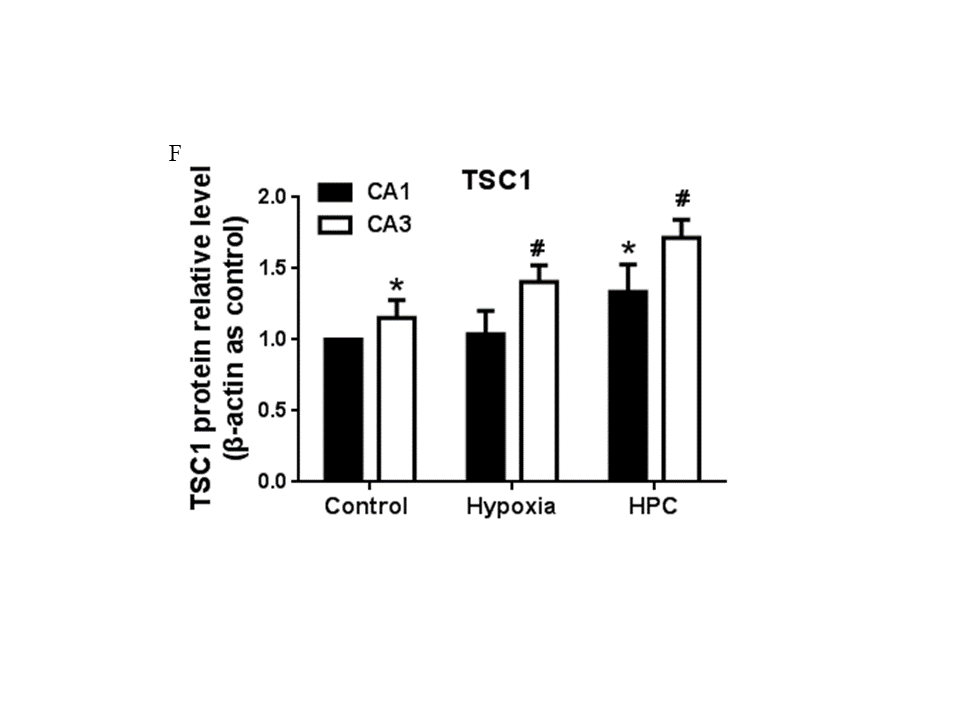 F
TSC1
TSC1 protein relative level
(β-actin as control)
2.0
1.5
1.0
0.5
0.0
CA1
CA3
*
#
*
#
Control
Hypoxia
HPC